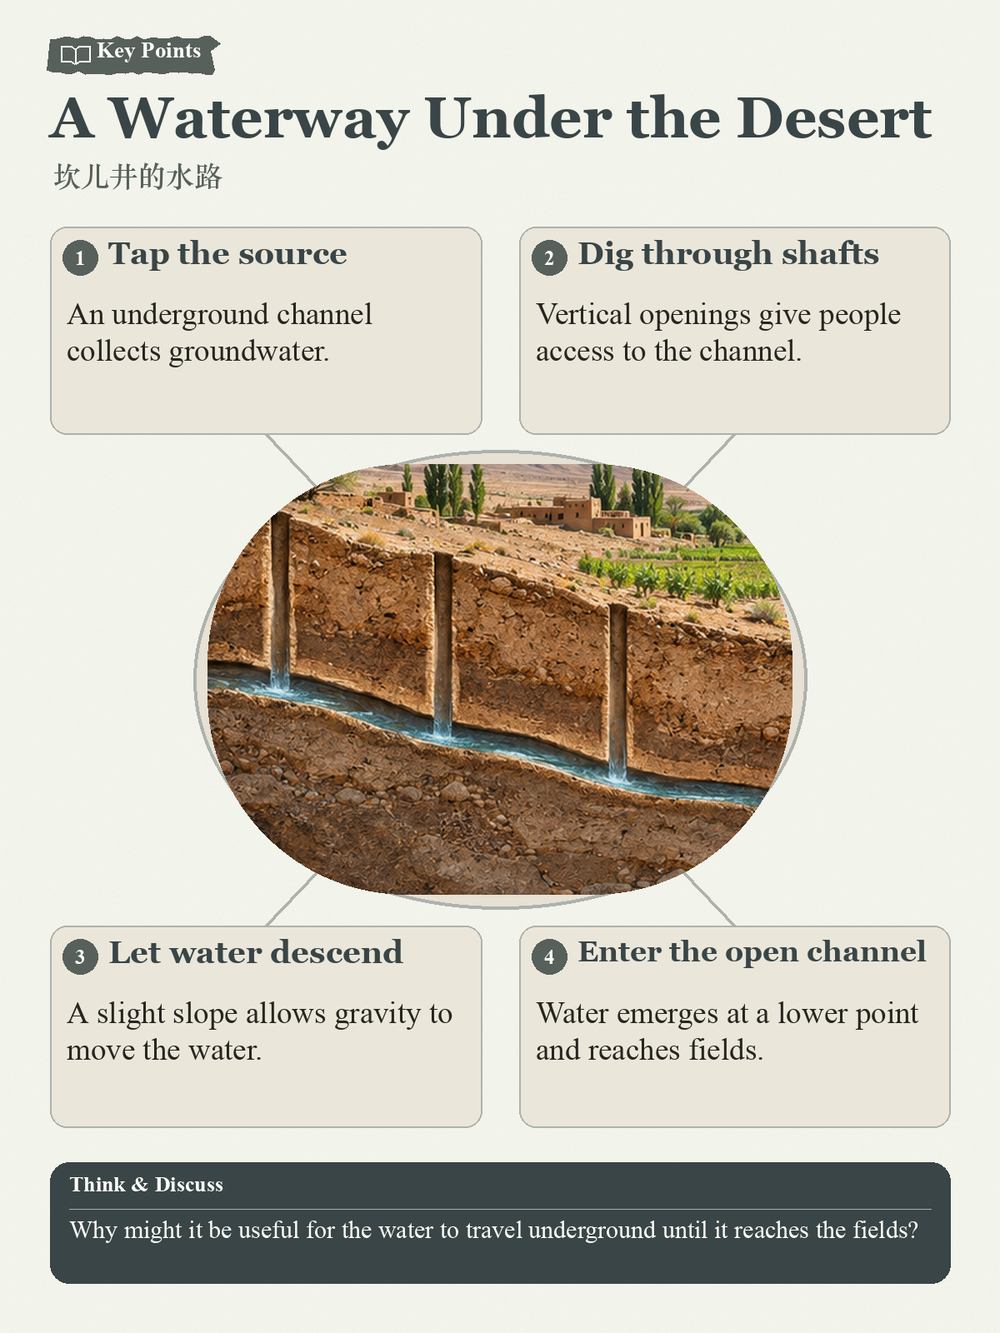 Key Points
A Waterway Under the Desert
坎儿井的水路
1 Tap the source
An underground channel
collects groundwater.
2 Dig through shafts
Vertical openings give people
access to the channel.
3 Let water descend
A slight slope allows gravity to
move the water.
4 Enter the open channel
Water emerges at a lower point
and reaches fields.
Think & Discuss
Why might it be useful for the water to travel underground until it reaches the fields?